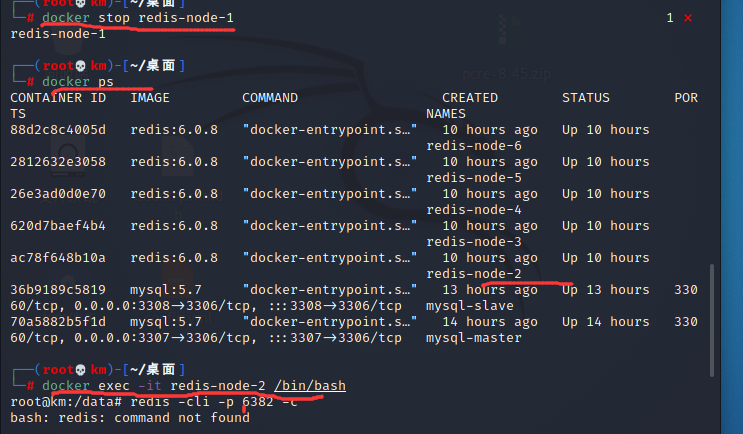 ┌──(root💀km)-[~/桌面]
└─# docker stop redis-node-1 1 ✕
redis-node-1
┌──(root💀km)-[~/桌面]
└─# docker ps
CONTAINER ID IMAGE COMMAND CREATED STATUS POR
TS NAMES
88d2c8c4005d redis:6.0.8 "docker-entrypoint.s…" 10 hours ago Up 10 hours
redis-node-6
2812632e3058 redis:6.0.8 "docker-entrypoint.s…" 10 hours ago Up 10 hours
redis-node-5
26e3ad0d0e70 redis:6.0.8 "docker-entrypoint.s…" 10 hours ago Up 10 hours
redis-node-4
620d7baef4b4 redis:6.0.8 "docker-entrypoint.s…" 10 hours ago Up 10 hours
redis-node-3
ac78f648b10a redis:6.0.8 "docker-entrypoint.s…" 10 hours ago Up 10 hours
redis-node-2
36b9189c5819 mysql:5.7 "docker-entrypoint.s…" 13 hours ago Up 13 hours 330
60/tcp, 0.0.0.0:3308→3306/tcp, :::3308→3306/tcp mysql-slave
70a5882b5f1d mysql:5.7 "docker-entrypoint.s…" 14 hours ago Up 14 hours 330
60/tcp, 0.0.0.0:3307→3306/tcp, :::3307→3306/tcp mysql-master
┌──(root💀km)-[~/桌面]
└─# docker exec -it redis-node-2 /bin/bash
root@km:/data# redis -cli -p 6382 -c
bash: redis: command not found